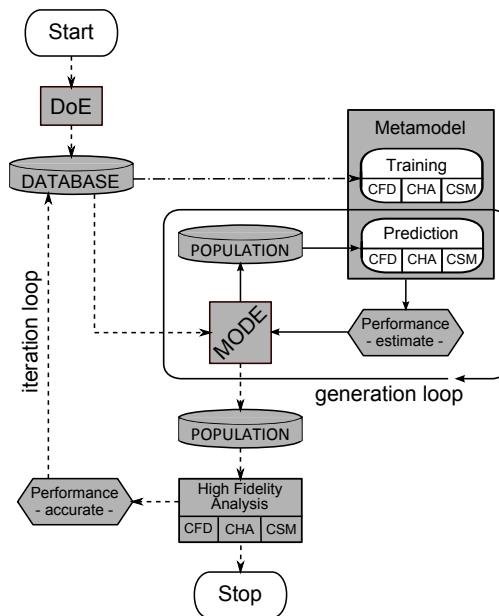 Start
DoE
DATABASE
Metamodel
Training
CFD CHA CSM
Prediction
CFD CHA CSM
POPULATION
MODE
Performance
- estimate -
generation loop
iteration loop
POPULATION
High Fidelity
Analysis
CFD CHA CSM
Performance
- accurate -
Stop